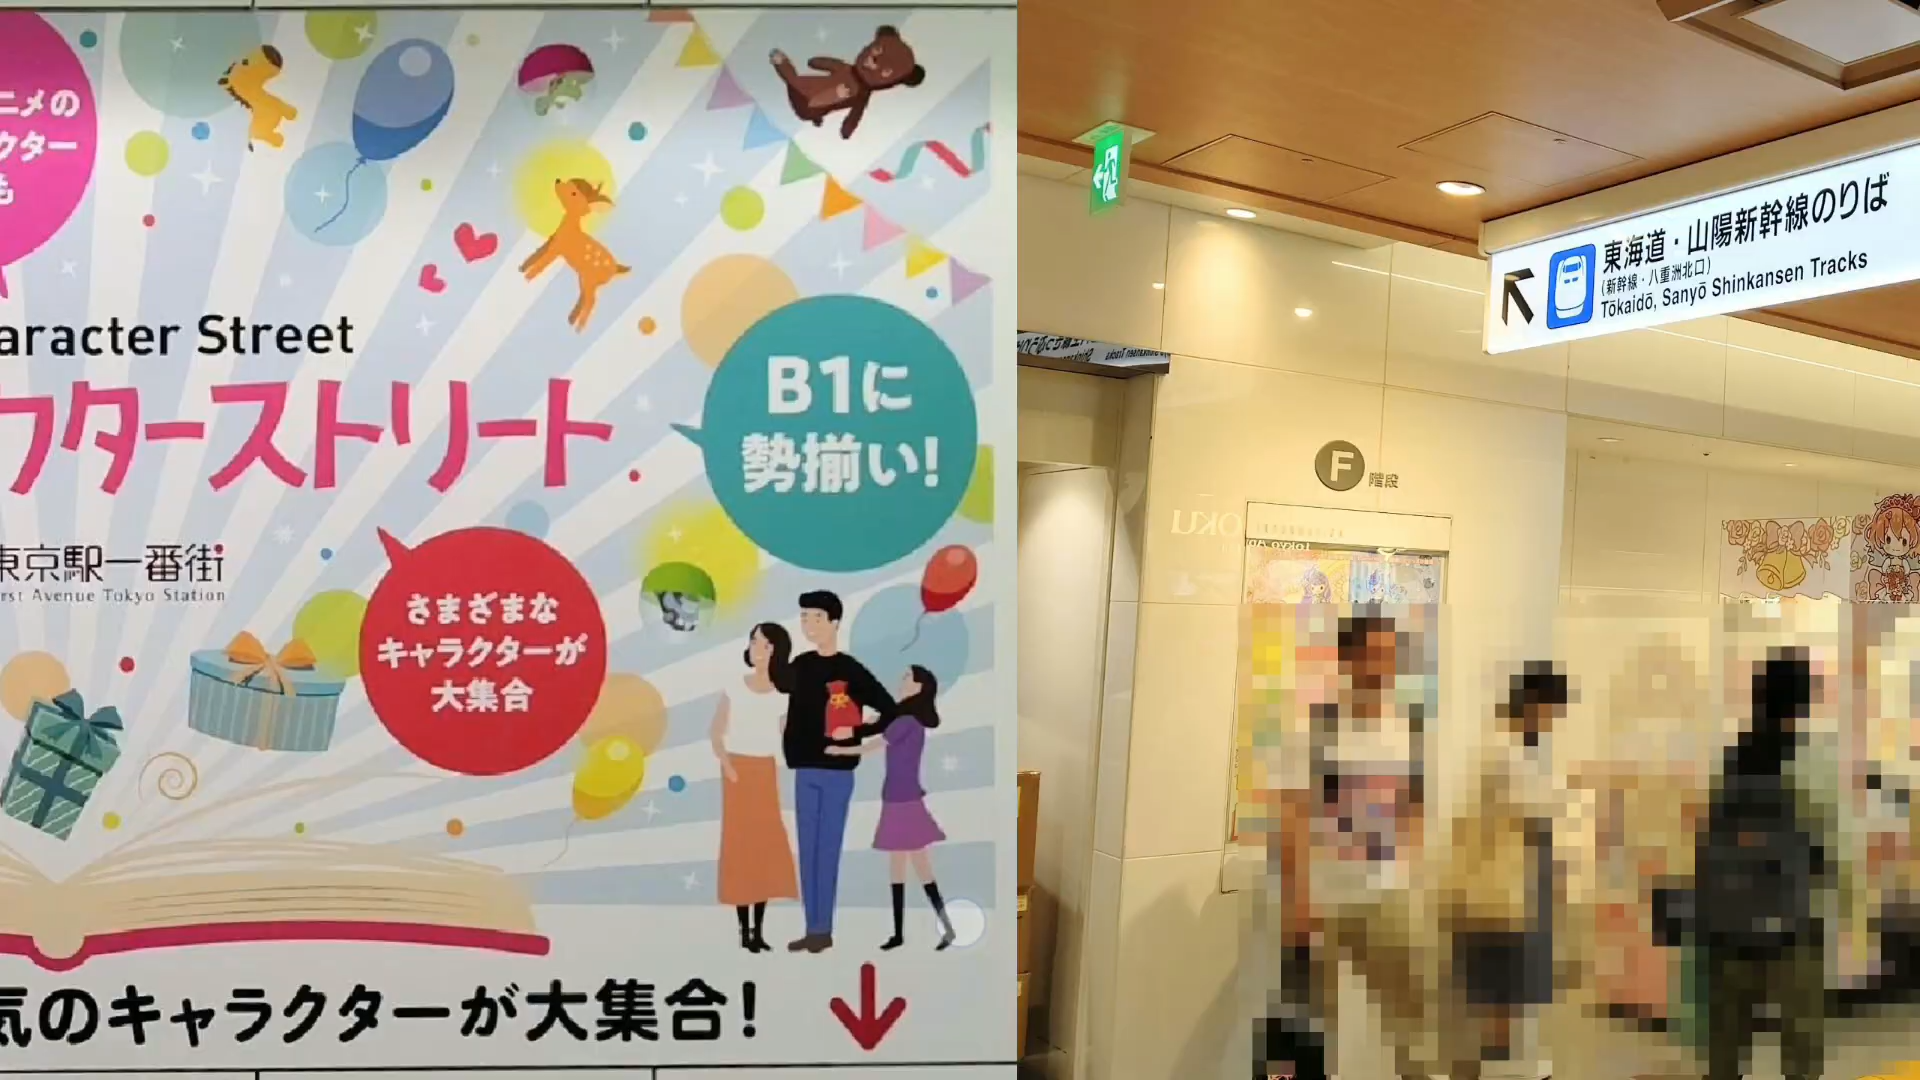 ニメの
クター
も
aracter Street
クターストリート
B1に
勢揃い!
東京駅一番街
rst Avenue Tokyo Station
さまざまな
キャラクターが
大集合
気のキャラクターが大集合!
東海道・山陽新幹線のりば
(新幹線・八重洲北口)
Tōkaidō, Sanyō Shinkansen Tracks
F 階段